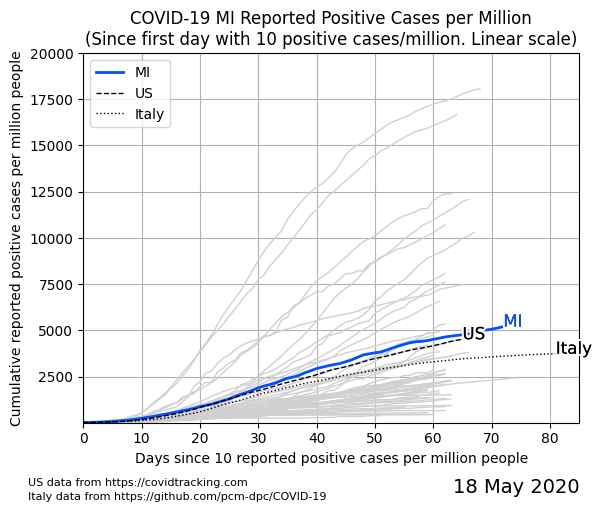 COVID-19 MI Reported Positive Cases per Million
(Since first day with 10 positive cases/million. Linear scale)
Cumulative reported positive cases per million people
20000
17500
15000
12500
10000
7500
5000
2500
MI
US
Italy
US
MI
Italy
0 10 20 30 40 50 60 70 80
Days since 10 reported positive cases per million people
US data from https://covidtracking.com
Italy data from https://github.com/pcm-dpc/COVID-19
18 May 2020